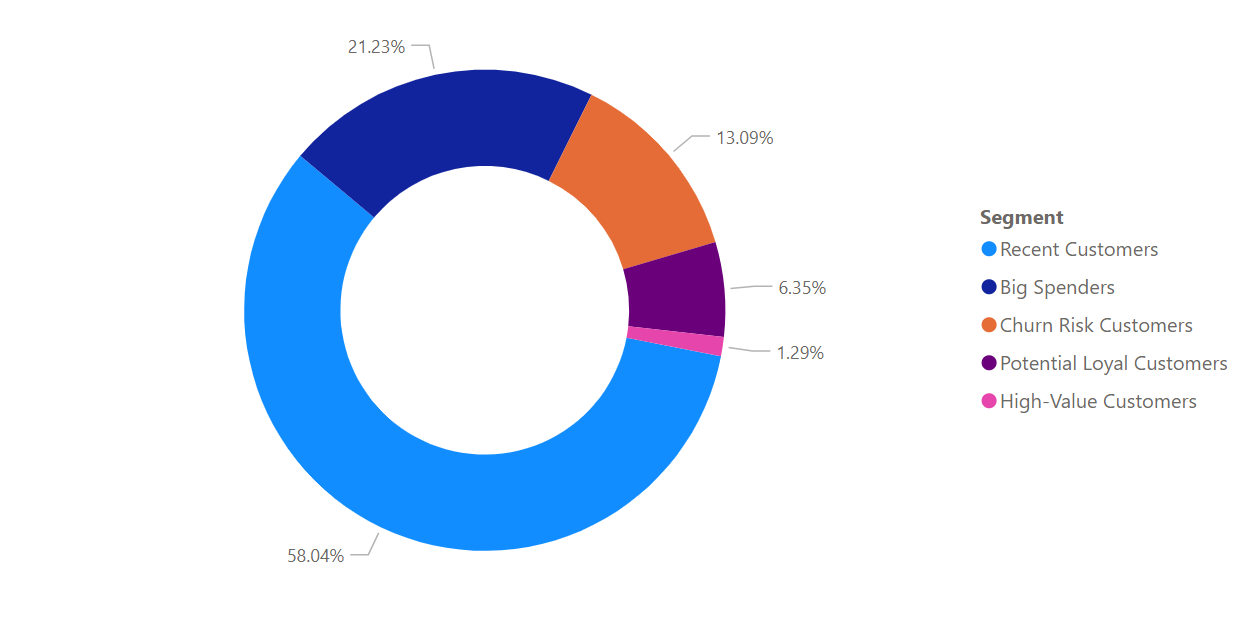 21.23%
13.09%
6.35%
1.29%
58.04%
Segment
Recent Customers
Big Spenders
Churn Risk Customers
Potential Loyal Customers
High-Value Customers